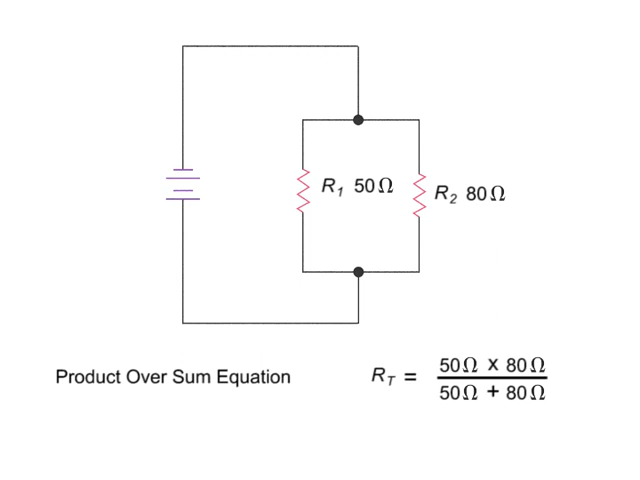 R1 50Ω
R2 80Ω
Product Over Sum Equation
RT = 50Ω x 80Ω
50Ω + 80Ω